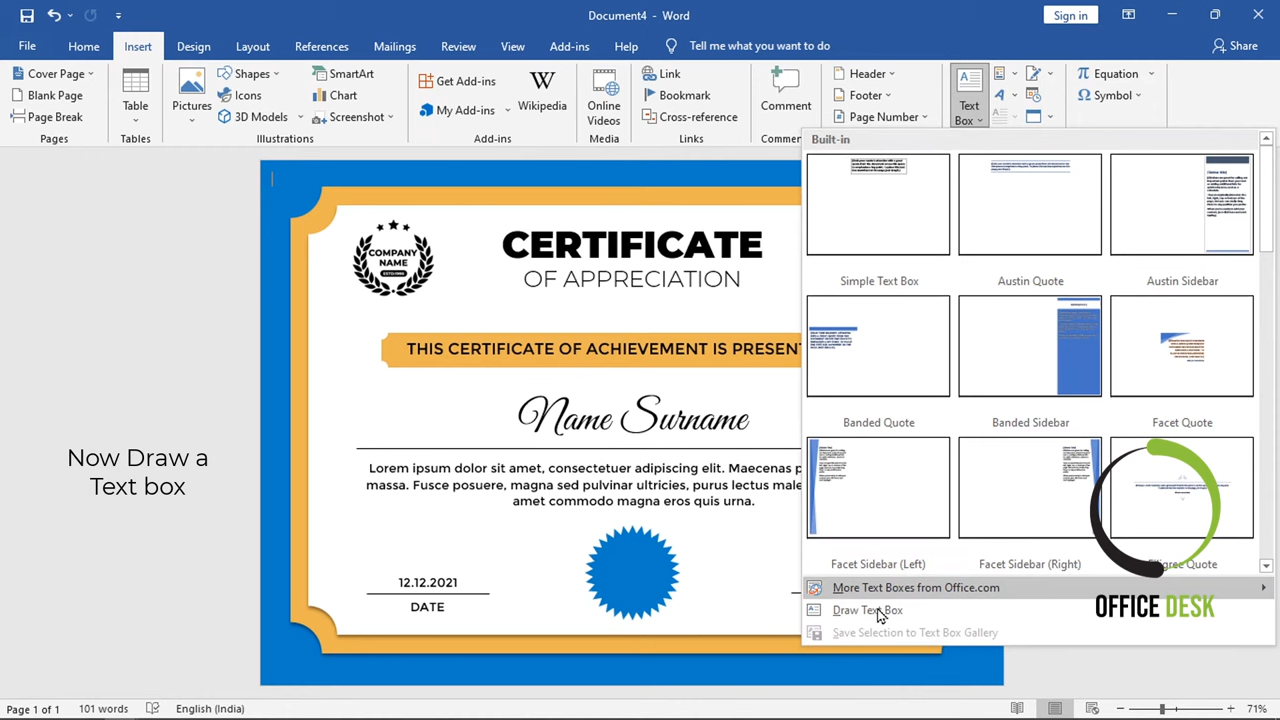 Document4 - Word
Sign in
File Home Insert Design Layout References Mailings Review View Add-ins Help Tell me what you want to do Share
Cover Page
Blank Page
Page Break
Pages
Table
Tables
Pictures
Shapes
Icons
3D Models
SmartArt
Chart
Screenshot
Illustrations
Get Add-ins
My Add-ins
Wikipedia
Add-ins
Online
Videos
Media
Link
Bookmark
Cross-reference
Links
Comment
Comme
Header
Footer
Page Number
Text
Box
Equation
Symbol
Built-in
Simple Text Box
Austin Quote
Austin Sidebar
Banded Quote
Banded Sidebar
Facet Quote
Facet Sidebar (Left)
Facet Sidebar (Right)
Quote
More Text Boxes from Office.com
Draw Text Box
Save Selection to Text Box Gallery
OFFICE DESK
Now Draw a
Text box
COMPANY
NAME
CERTIFICATE
OF APPRECIATION
THIS CERTIFICATE OF ACHIEVEMENT IS PRESENT
Name Surname
Lorem ipsum dolor sit amet, consectetuer adipiscing elit. Maecenas p
massa. Fusce posuere, magna sed pulvinar ultricies, purus lectus male
amet commodo magna eros quis urna.
12.12.2021
DATE
Page 1 of 1 101 words English (India) 71%